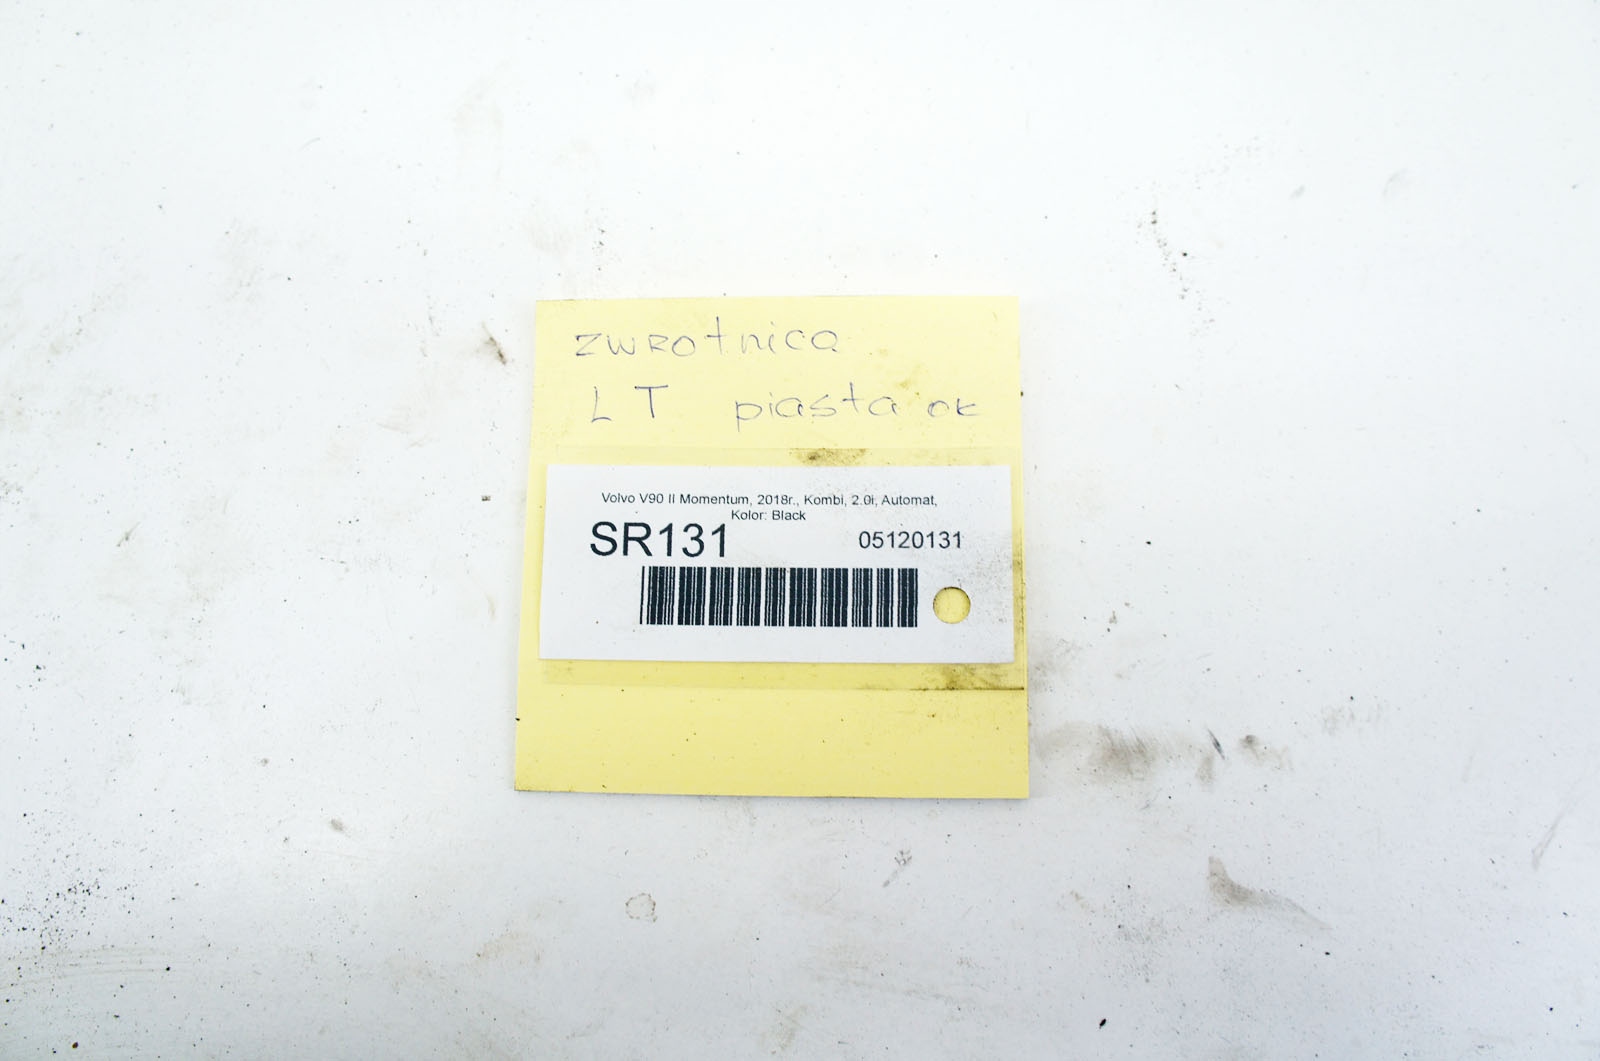 zwrotnica
LT piasta ok
Volvo V90 II Momentum, 2018r., Kombi, 2.0i, Automat,
Kolor: Black
SR131 05120131